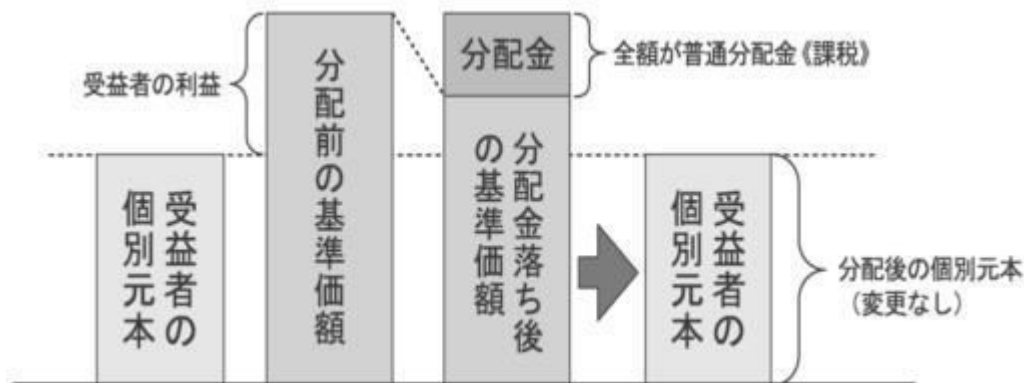 受益者の利益
受益者の
個別元本
分配前の基準価額
分配金
全額が普通分配金《課税》
分配金落ち後
の基準価額
受益者の
個別元本
分配後の個別元本
（変更なし）